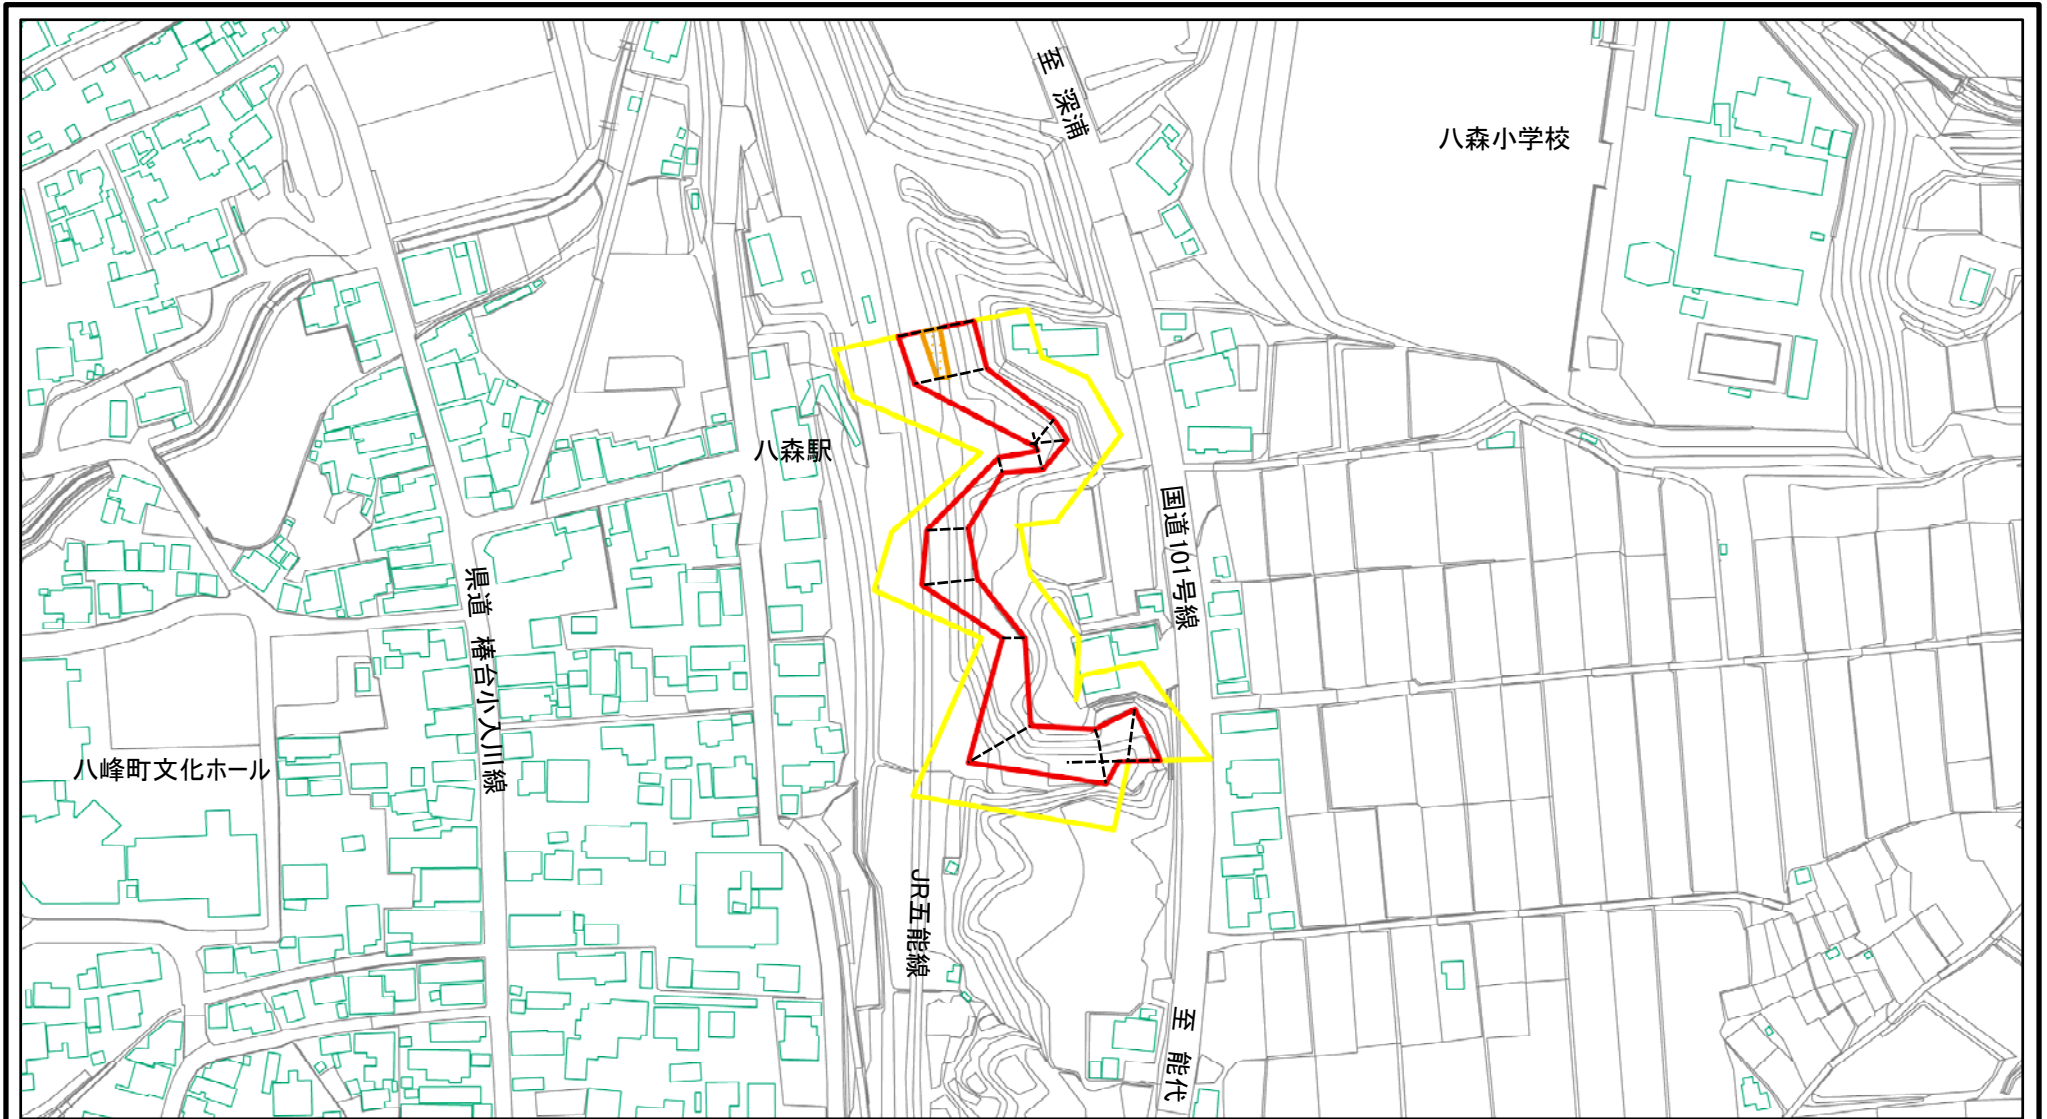 至 深浦
八森小学校
八森駅
国道101号線
県道 椿台小入川線
八峰町文化ホール
JR五能線
至 能代